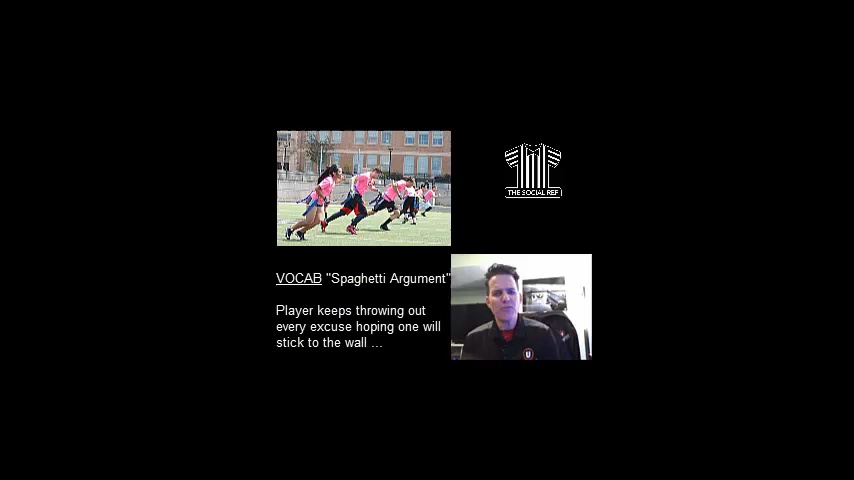 THE SOCIAL REF
VOCAB "Spaghetti Argument"
Player keeps throwing out
every excuse hoping one will
stick to the wall ...
U